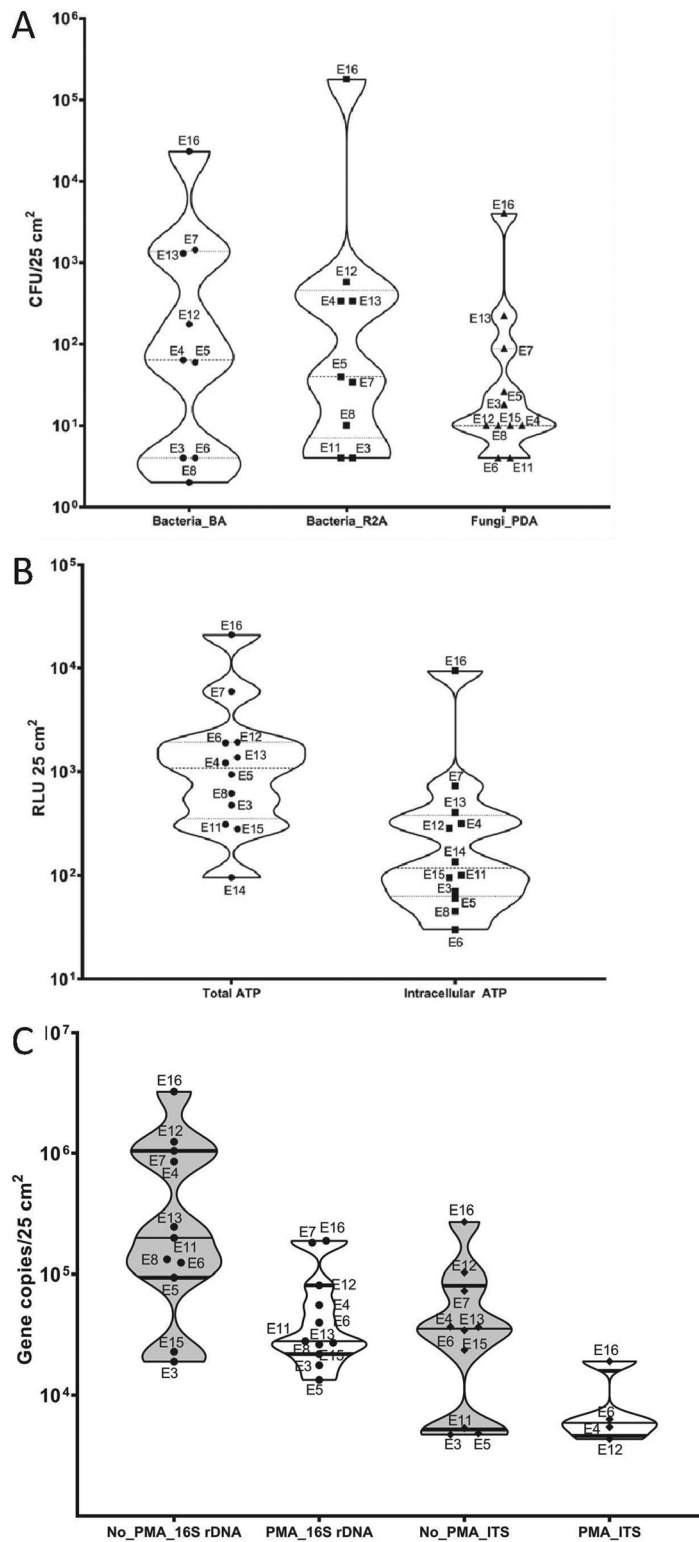 A
10⁶
10⁵
10⁴
10³
10²
10¹
10⁰
CFU/25 cm²
E16
E7
E13
E12
E4 E5
E3 E6
E8
E16
E12
E4 E13
E5
E7
E8
E11 E3
E16
E13
E7
E5
E3
E12 E15 E4
E8
E6 E11
Bacteria_BA Bacteria_R2A Fungi_PDA
B
10⁵
10⁴
10³
10²
10¹
RLU 25 cm²
E16
E7
E6 E12
E13
E4
E5
E8
E3
E11 E15
E14
E16
E7
E13
E12 E4
E14
E15 E11
E3
E5
E8
E6
Total ATP Intracellular ATP
C
10⁷
10⁶
10⁵
10⁴
Gene copies/25 cm²
E16
E12
E7
E4
E13
E11
E8 E6
E5
E15
E3
E7 E16
E12
E4
E6
E11 E13
E8 E15
E3
E5
E16
E12
E7
E4 E13
E6 E15
E11
E3 E5
E16
E6
E4
E12
No_PMA_16S rDNA PMA_16S rDNA No_PMA_ITS PMA_ITS